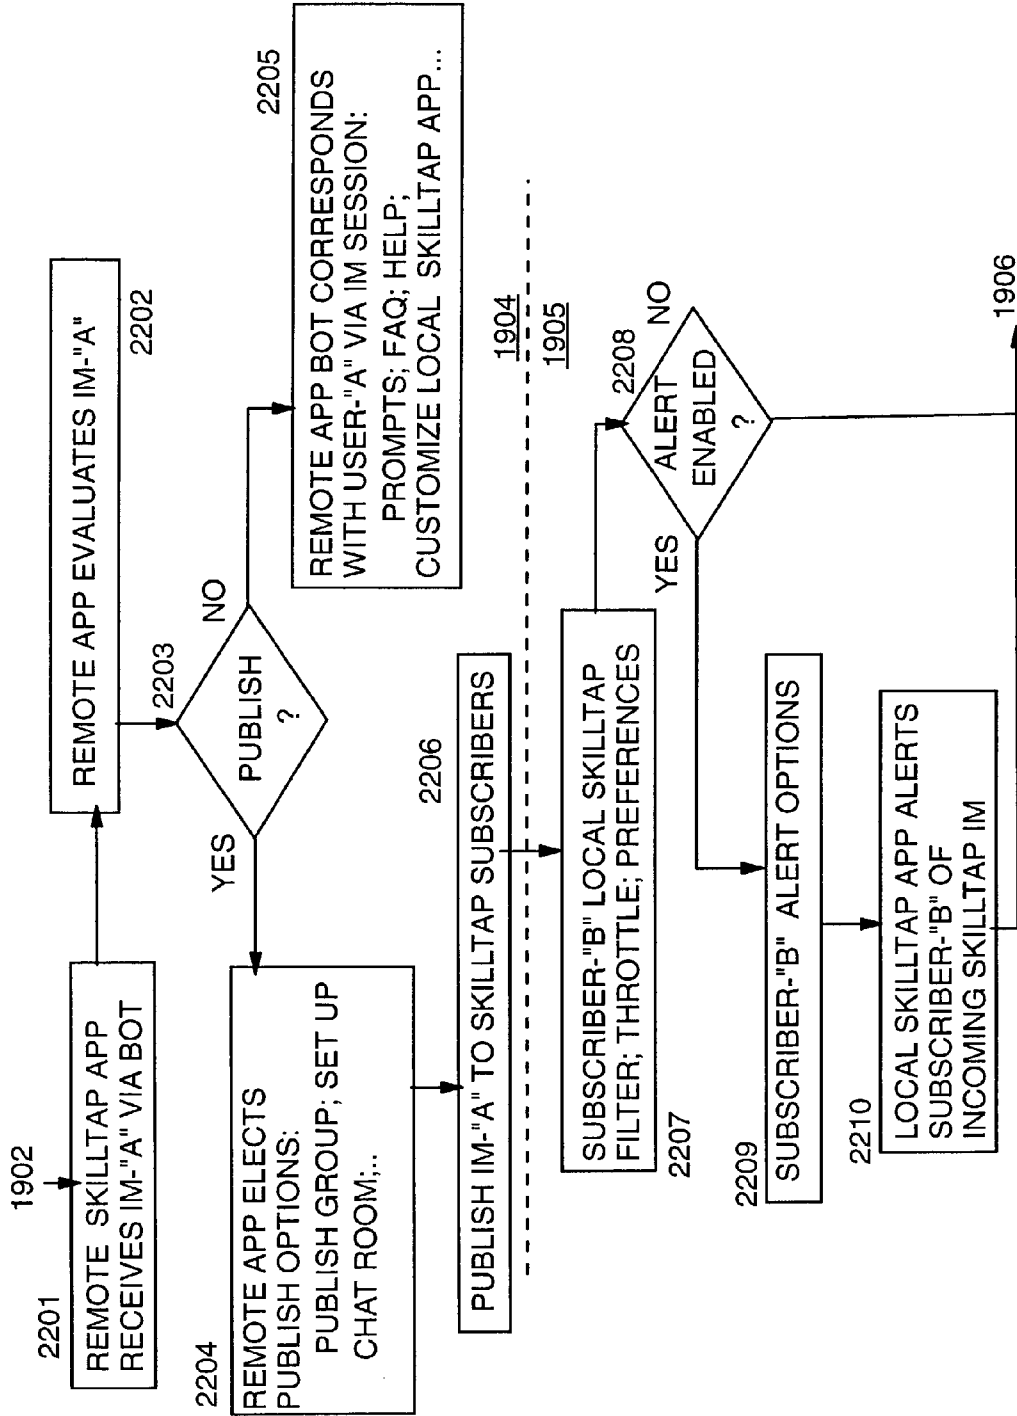 1902
2201
REMOTE SKILLTAP APP
RECEIVES IM-"A" VIA BOT
REMOTE APP EVALUATES IM-"A"
2202
2203
PUBLISH
?
YES
NO
2204
REMOTE APP ELECTS
PUBLISH OPTIONS:
PUBLISH GROUP; SET UP
CHAT ROOM;..
2205
REMOTE APP BOT CORRESPONDS
WITH USER-"A" VIA IM SESSION:
PROMPTS; FAQ; HELP;
CUSTOMIZE LOCAL SKILLTAP APP...
2206
PUBLISH IM-"A" TO SKILLTAP SUBSCRIBERS
1904
1905
SUBSCRIBER-"B" LOCAL SKILLTAP
FILTER; THROTTLE; PREFERENCES
2207
2208
ALERT
ENABLED
?
YES
NO
2209
SUBSCRIBER-"B" ALERT OPTIONS
2210
LOCAL SKILLTAP APP ALERTS
SUBSCRIBER-"B" OF
INCOMING SKILLTAP IM
1906